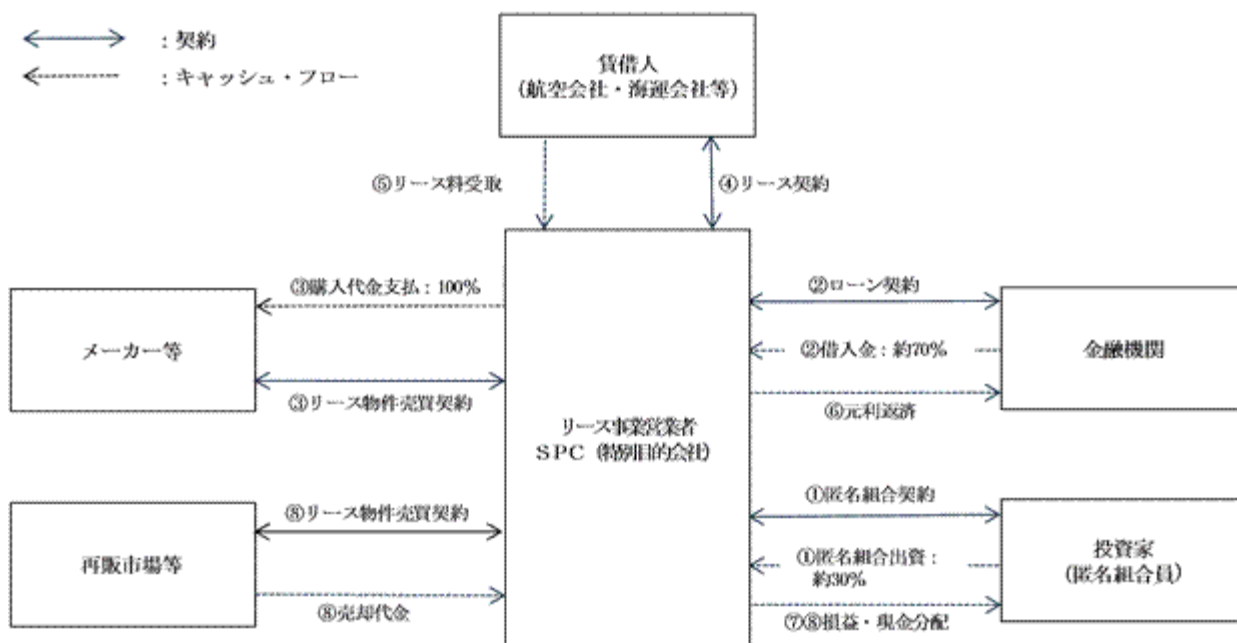 ：契約
：キャッシュ・フロー
賃借人
（航空会社・海運会社等）
⑤リース料受取
④リース契約
③購入代金支払：100％
メーカー等
③リース物件売買契約
②ローン契約
②借入金：約70％
金融機関
⑥元利返済
リース事業営業者
ＳＰＣ（特別目的会社）
⑧リース物件売買契約
再販市場等
⑧売却代金
①匿名組合契約
①匿名組合出資：
約30％
投資家
（匿名組合員）
⑦⑧損益・現金分配